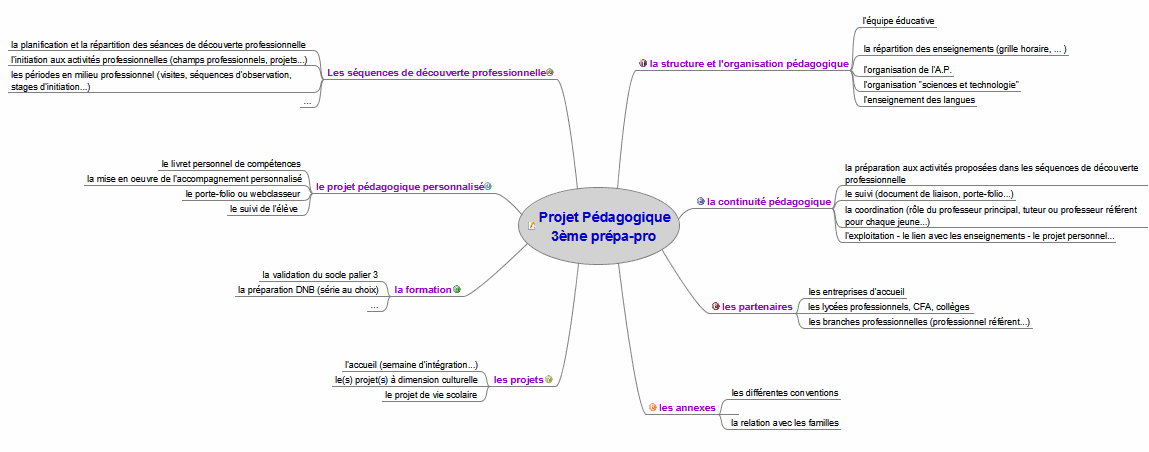 Projet Pédagogique
3ème prépa-pro
la structure et l'organisation pédagogique
l'équipe éducative
la répartition des enseignements (grille horaire, ... )
l'organisation de l'A.P.
l'organisation "sciences et technologie"
l'enseignement des langues
la continuité pédagogique
la préparation aux activités proposées dans les séquences de découverte
professionnelle
le suivi (document de liaison, porte-folio...)
la coordination (rôle du professeur principal, tuteur ou professeur référent
pour chaque jeune...)
l'exploitation - le lien avec les enseignements - le projet personnel...
les partenaires
les entreprises d'accueil
les lycées professionnels, CFA, collèges
les branches professionnelles (professionnel référent...)
les annexes
les différentes conventions
la relation avec les familles
Les séquences de découverte professionnelle
la planification et la répartition des séances de découverte professionnelle
l'initiation aux activités professionnelles (champs professionnels, projets...)
les périodes en milieu professionnel (visites, séquences d'observation,
stages d'initiation...)
...
le projet pédagogique personnalisé
le livret personnel de compétences
la mise en oeuvre de l'accompagnement personnalisé
le porte-folio ou webclasseur
le suivi de l'élève
la formation
la validation du socle palier 3
la préparation DNB (série au choix)
...
les projets
l'accueil (semaine d'intégration...)
le(s) projet(s) à dimension culturelle
le projet de vie scolaire